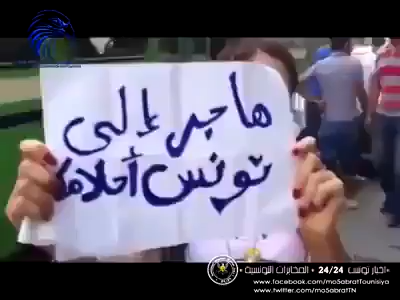 هاجر إلى
تونس أحلامك
اخبار تونس 24/24 المخابرات التونسية
www.facebook.com/moSabratTounisiya
www.twitter.com/moSabratTN